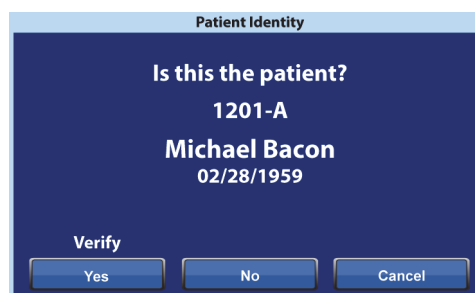 Patient Identity
Is this the patient?
1201-A
Michael Bacon
02/28/1959
Verify
Yes No Cancel